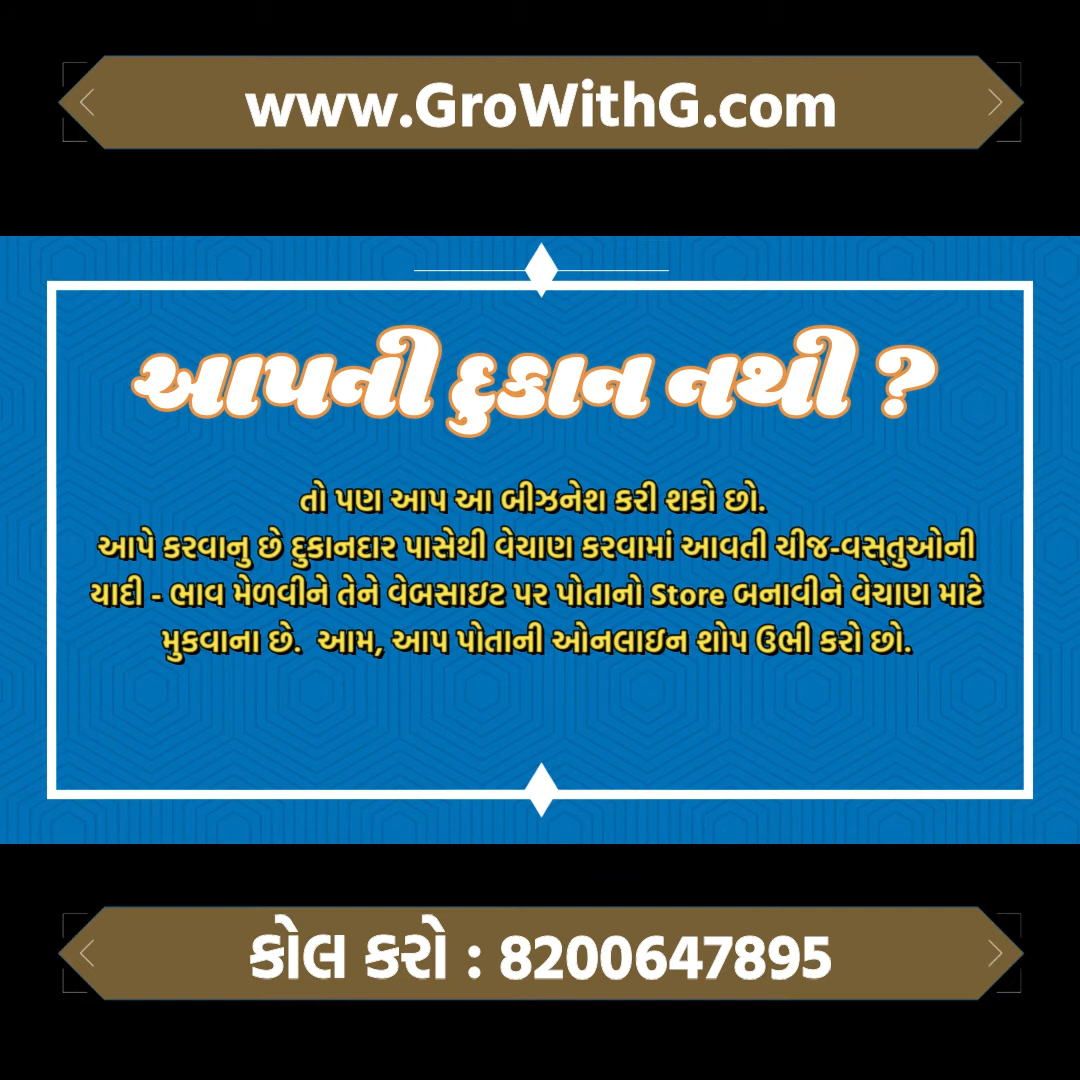 www.GroWithG.com
આપની દુકાન નથી ?
તો પણ આપ આ બીઝનેશ કરી શકો છો.
આપે કરવાનુ છે દુકાનદાર પાસેથી વેચાણ કરવામાં આવતી ચીજ-વસ્તુઓની
યાદી - ભાવ મેળવીને તેને વેબસાઇટ પર પોતાનો Store બનાવીને વેચાણ માટે
મુકવાના છે. આમ, આપ પોતાની ઓનલાઇન શોપ ઉભી કરો છો.
કોલ કરો : 8200647895